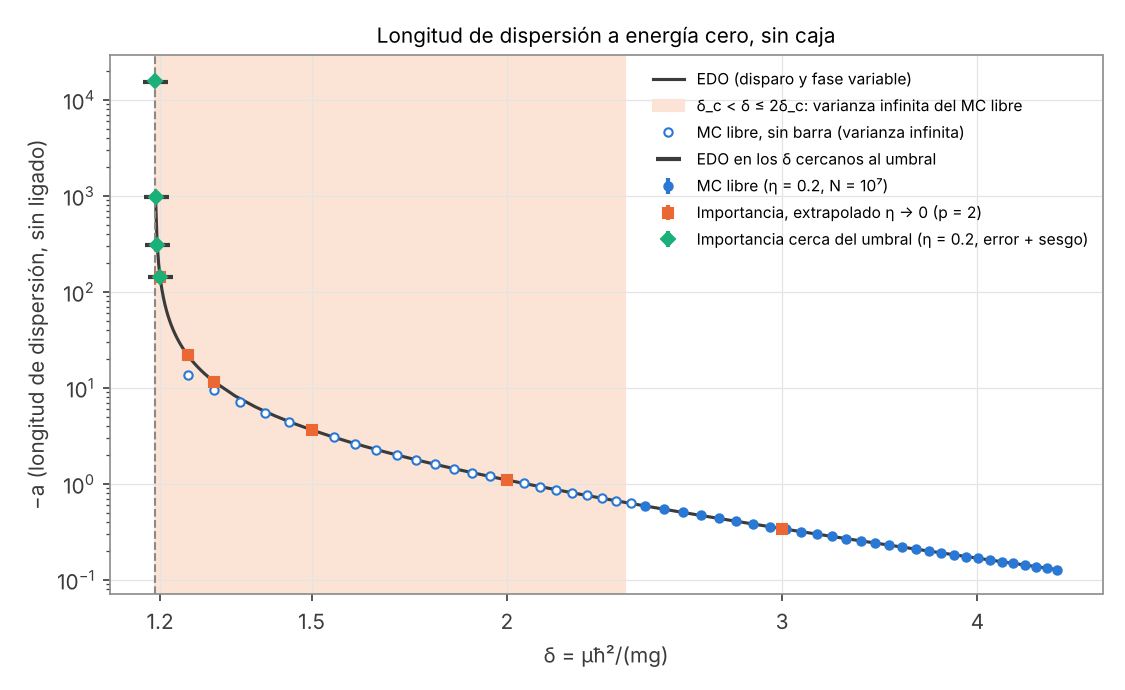 Longitud de dispersión a energía cero, sin caja
−a (longitud de dispersión, sin ligado)
10⁴
10³
10²
10¹
10⁰
10⁻¹
EDO (disparo y fase variable)
δ_c < δ ≤ 2δ_c: varianza infinita del MC libre
MC libre, sin barra (varianza infinita)
EDO en los δ cercanos al umbral
MC libre (η = 0.2, N = 10⁷)
Importancia, extrapolado η → 0 (p = 2)
Importancia cerca del umbral (η = 0.2, error + sesgo)
1.2 1.5 2 3 4
δ = µħ²/(mg)